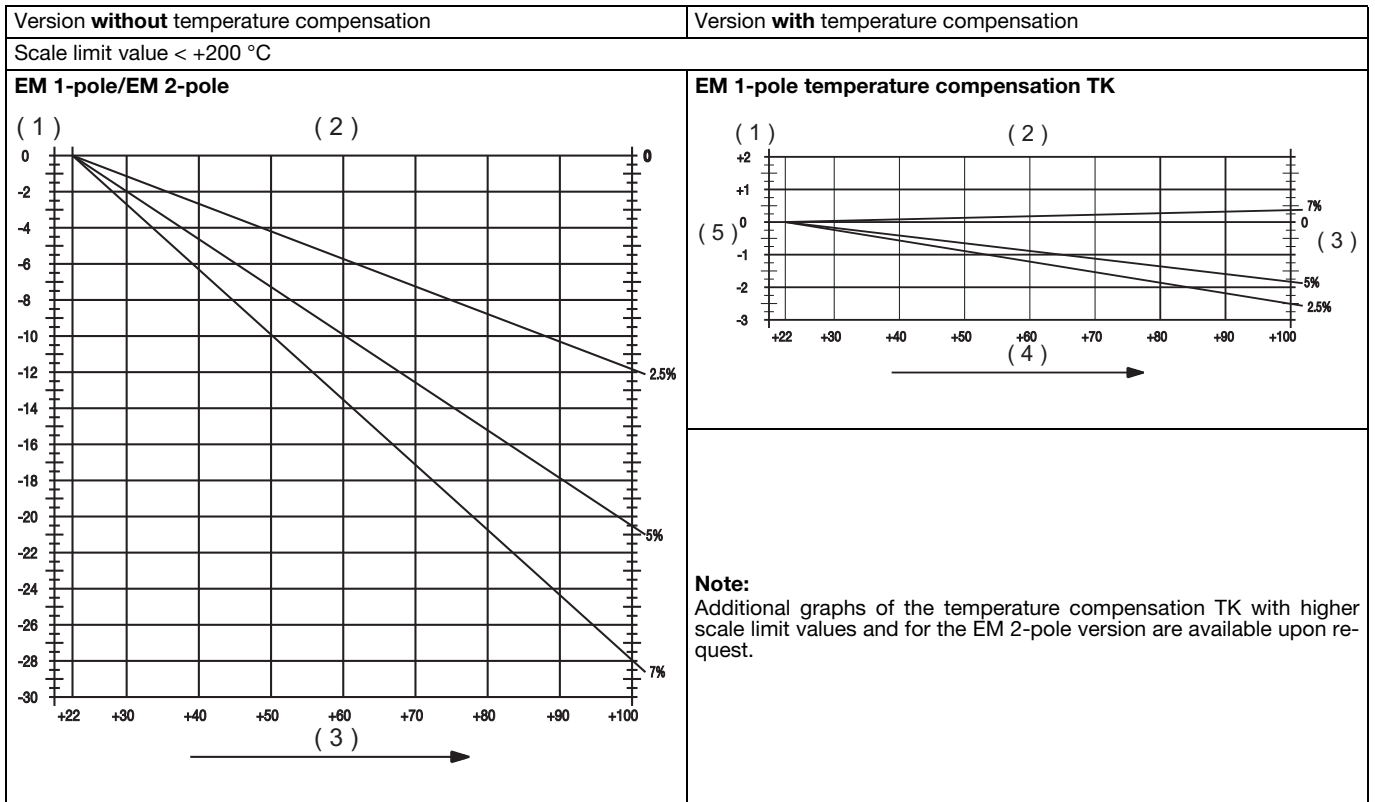 Version without temperature compensation
Version with temperature compensation
Scale limit value < +200 °C
EM 1-pole/EM 2-pole
( 1 )
( 2 )
0
-2
-4
-6
-8
-10
-12
-14
-16
-18
-20
-22
-24
-26
-28
-30
0
2.5%
5%
7%
+22 +30 +40 +50 +60 +70 +80 +90 +100
( 3 )
EM 1-pole temperature compensation TK
( 1 )
( 2 )
+2
+1
0
-1
-2
-3
( 5 )
7%
0
( 3 )
5%
2.5%
+22 +30 +40 +50 +60 +70 +80 +90 +100
( 4 )
Note:
Additional graphs of the temperature compensation TK with higher
scale limit values and for the EM 2-pole version are available upon re-
quest.